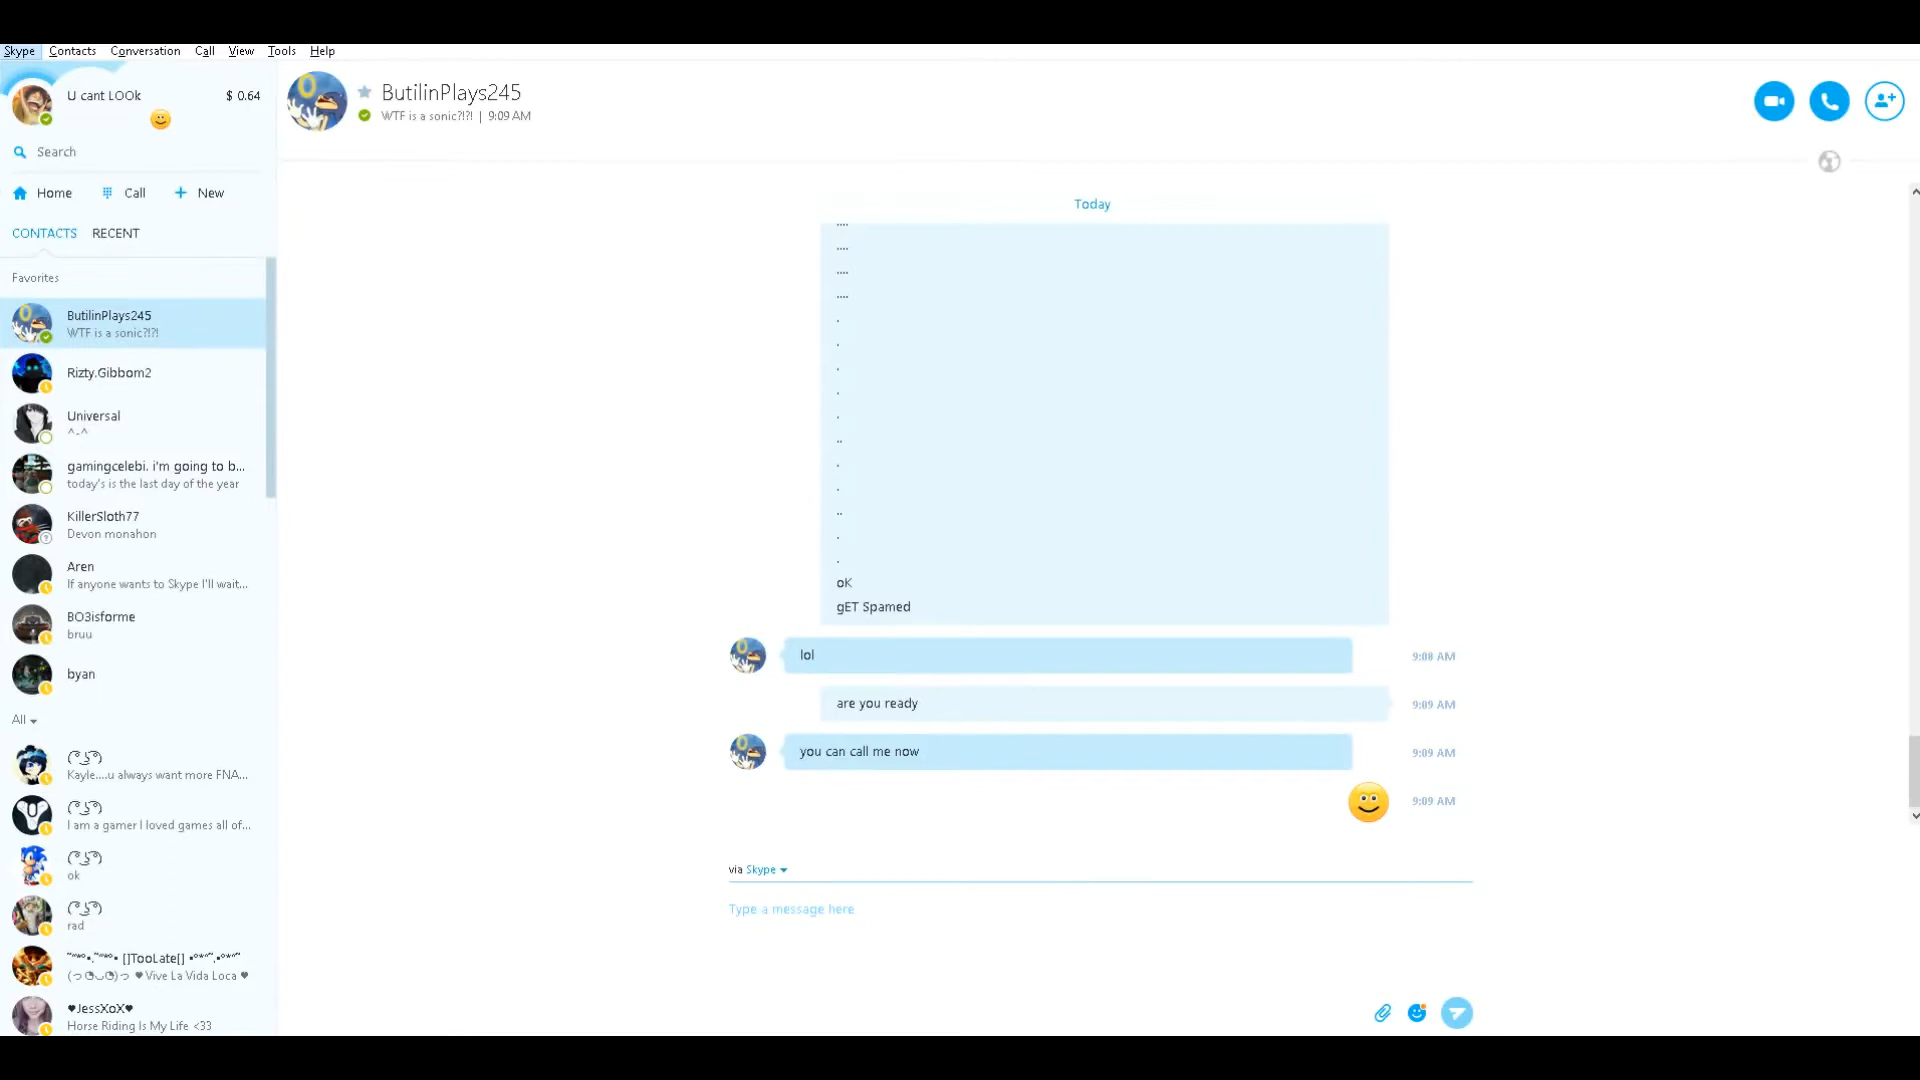 Skype Contacts Conversation Call View Tools Help
U cant LOOk $ 0.64
Search
Home Call New
CONTACTS RECENT
Favorites
ButilinPlays245
WTF is a sonic?!?!
Rizty.Gibbom2
Universal
^-^
gamingcelebi. i'm going to b...
today's is the last day of the year
KillerSloth77
Devon monahon
Aren
If anyone wants to Skype I'll wait...
BO3isforme
bruu
byan
All
( ͡° ͜ʖ ͡°)
Kayle....u always want more FNA...
( ͡° ͜ʖ ͡°)
I am a gamer I loved games all of...
( ͡° ͜ʖ ͡°)
ok
( ͡° ͜ʖ ͡°)
rad
[]TooLate[]
(っ◔◡◔)っ ♥Vive La Vida Loca ♥
♥JessXoX♥
Horse Riding Is My Life <33
ButilinPlays245
WTF is a sonic?!?! | 9:09 AM
Today
....
....
....
....
.
.
.
.
.
..
.
.
..
.
.
oK
gET Spamed
lol 9:08 AM
are you ready 9:09 AM
you can call me now 9:09 AM
9:09 AM
via Skype
Type a message here